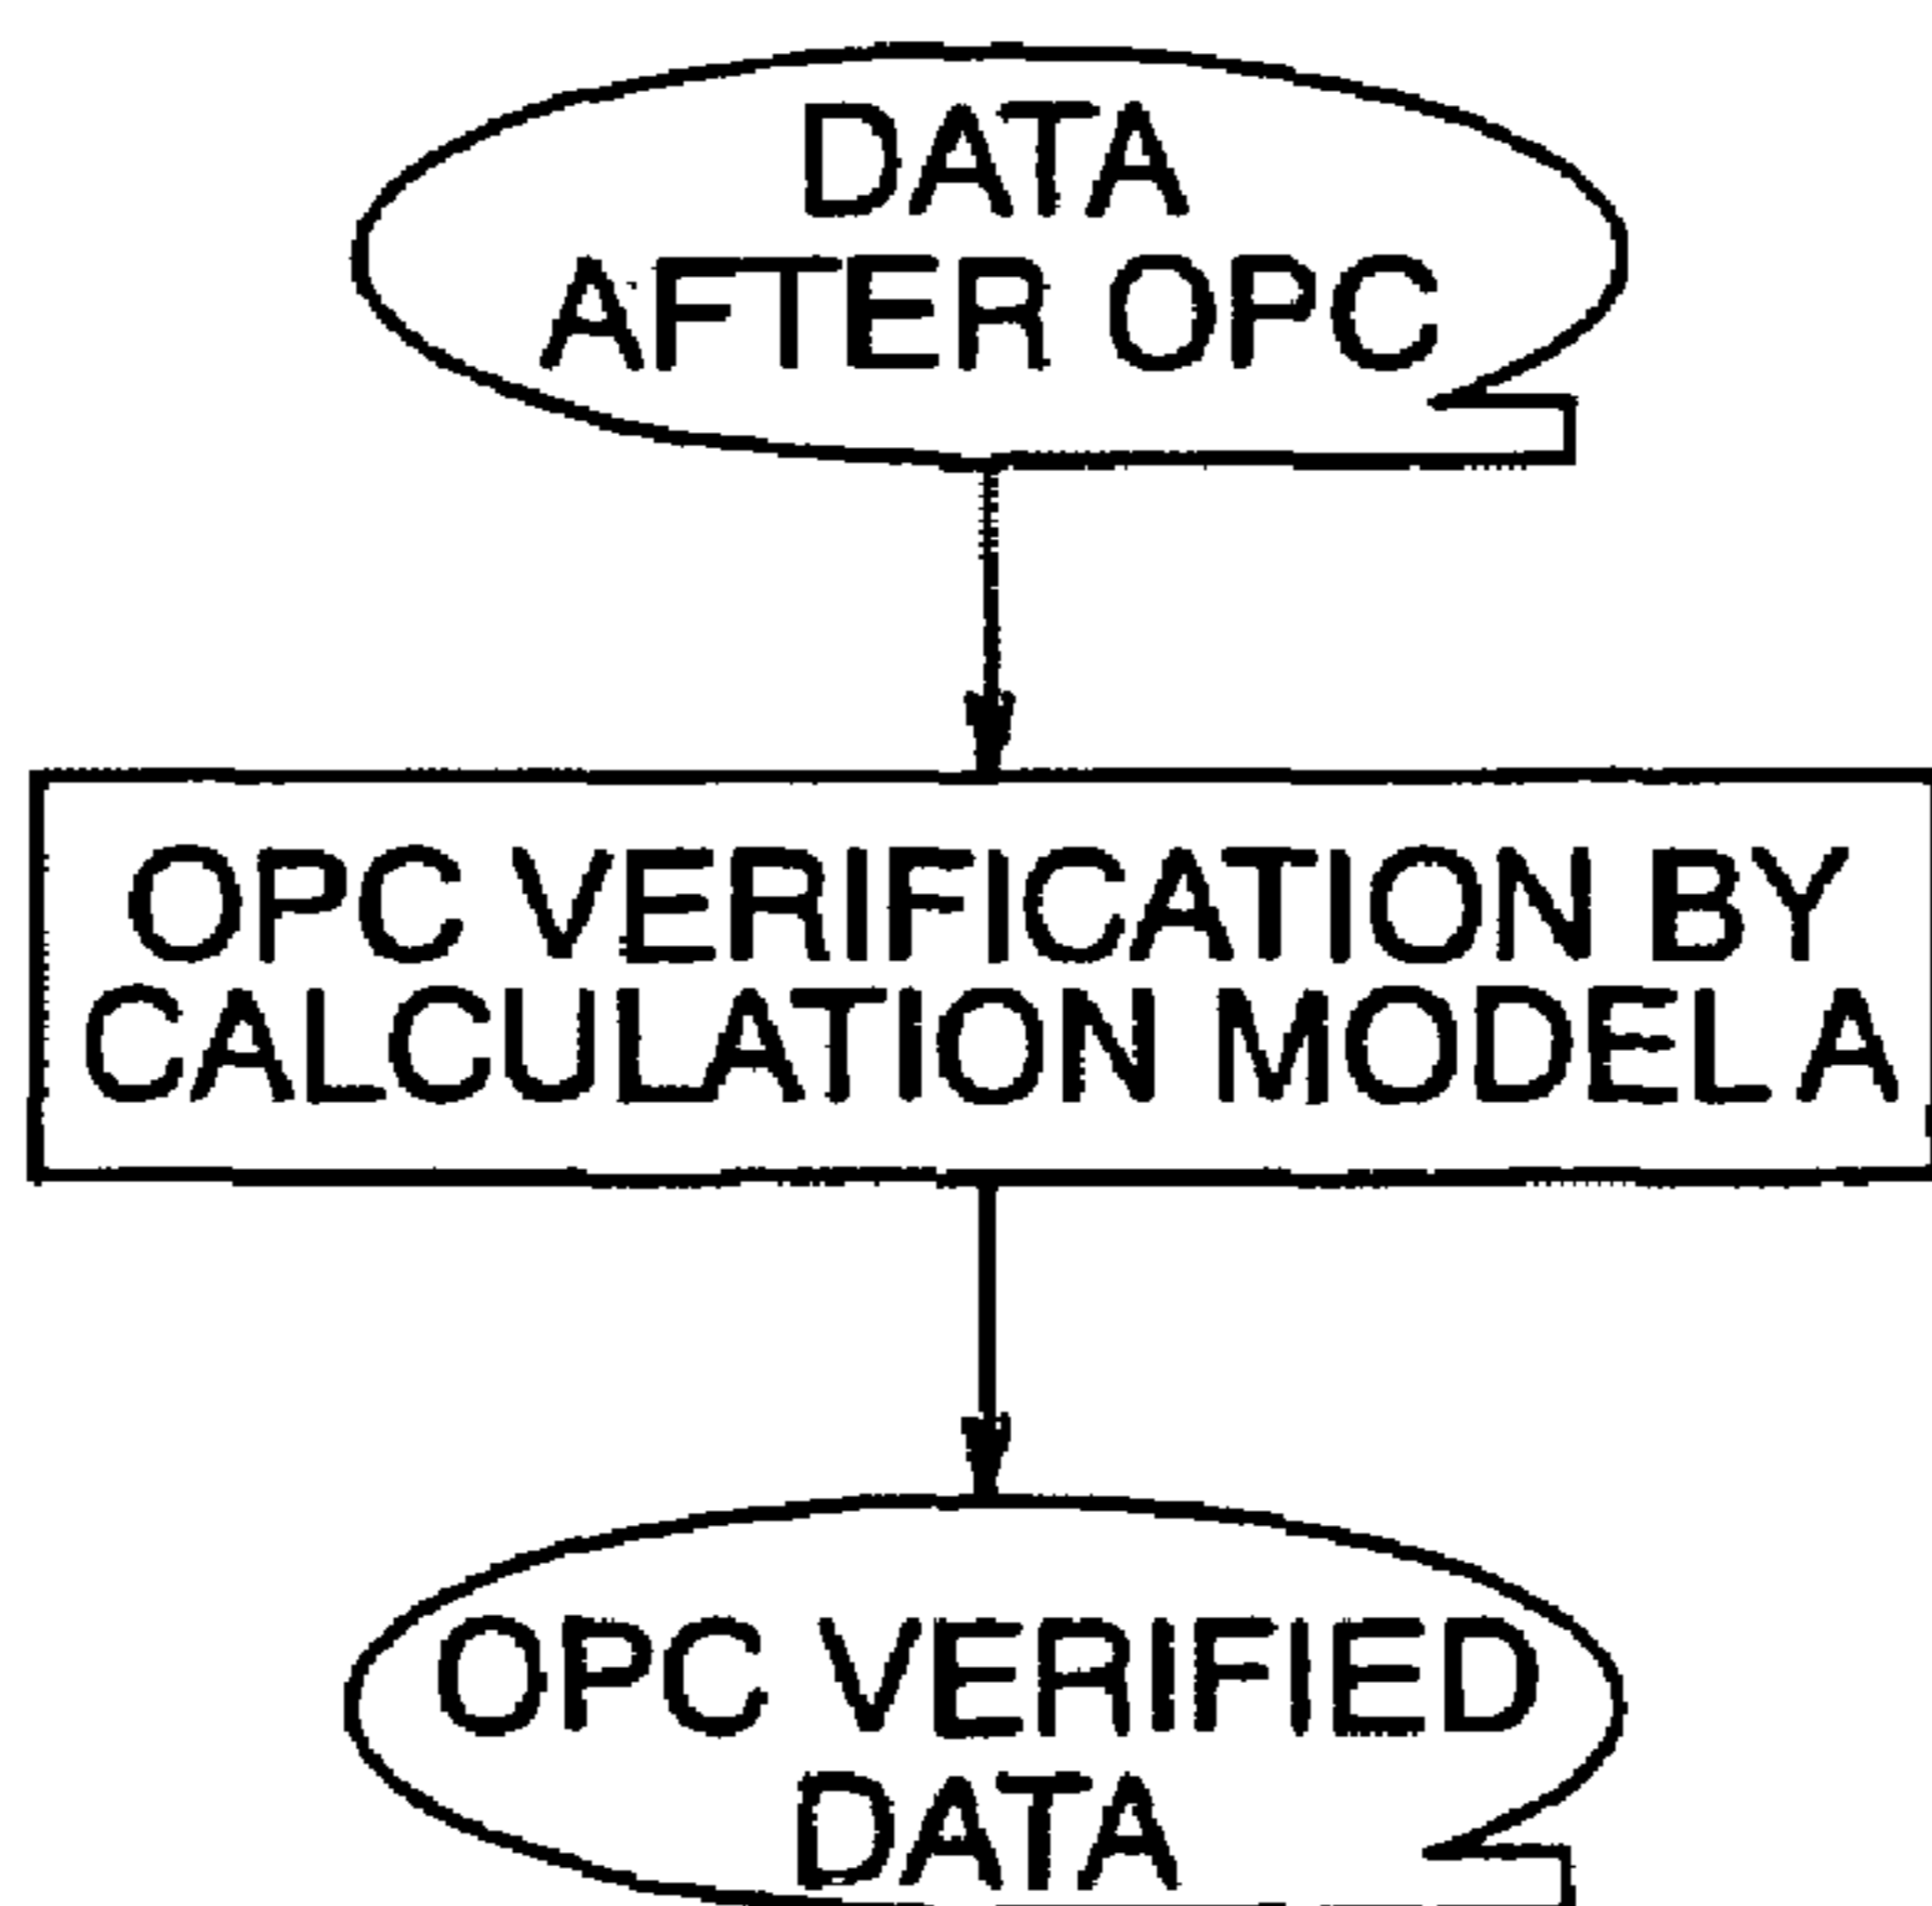 DATA
AFTER OPC
OPC VERIFICATION BY
CALCULATION MODEL A
OPC VERIFIED
DATA